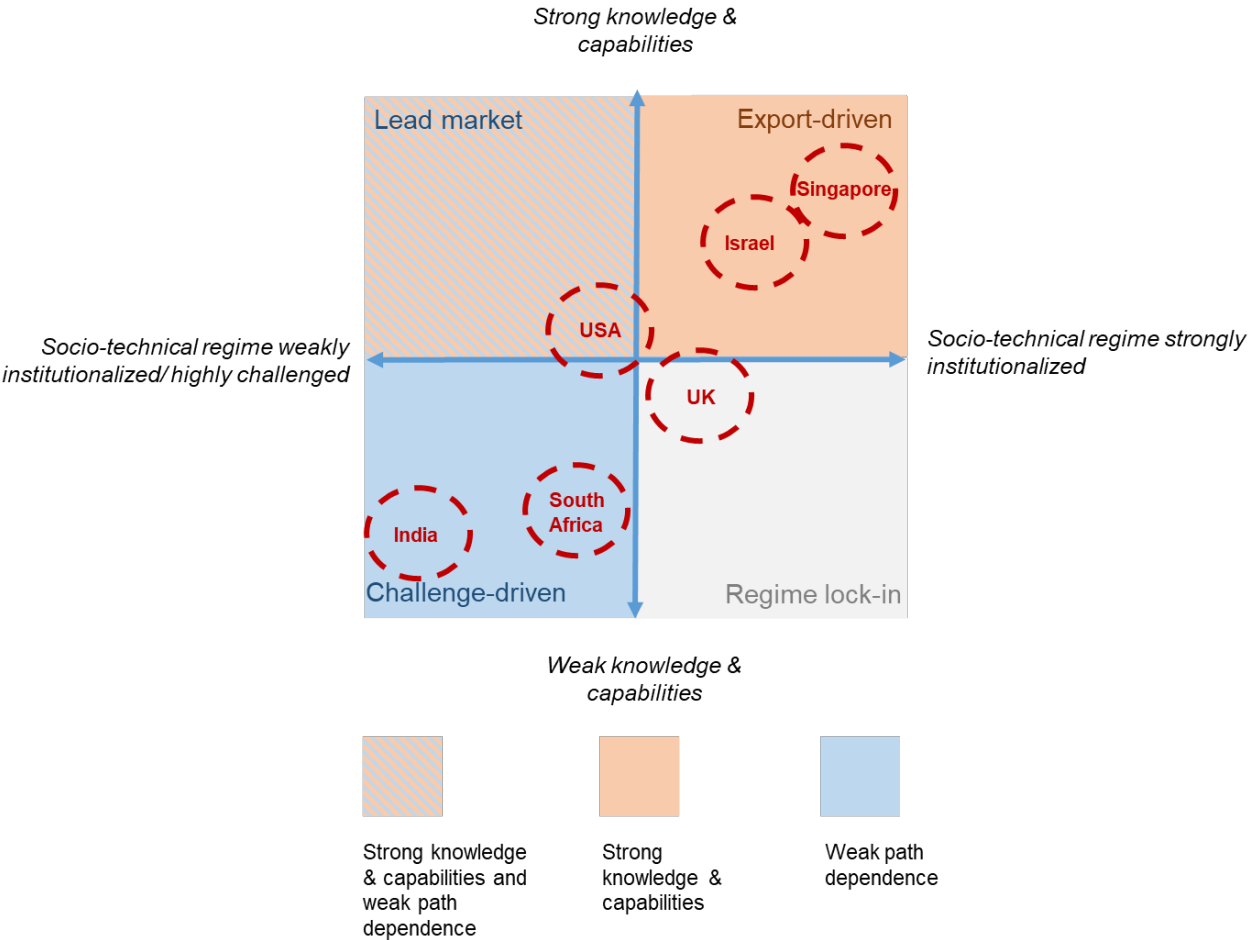 Strong knowledge &
capabilities
Lead market
Export-driven
Singapore
Israel
USA
Socio-technical regime weakly
institutionalized/ highly challenged
Socio-technical regime strongly
institutionalized
UK
South
Africa
India
Challenge-driven
Regime lock-in
Weak knowledge &
capabilities
Strong knowledge
& capabilities and
weak path
dependence
Strong
knowledge &
capabilities
Weak path
dependence